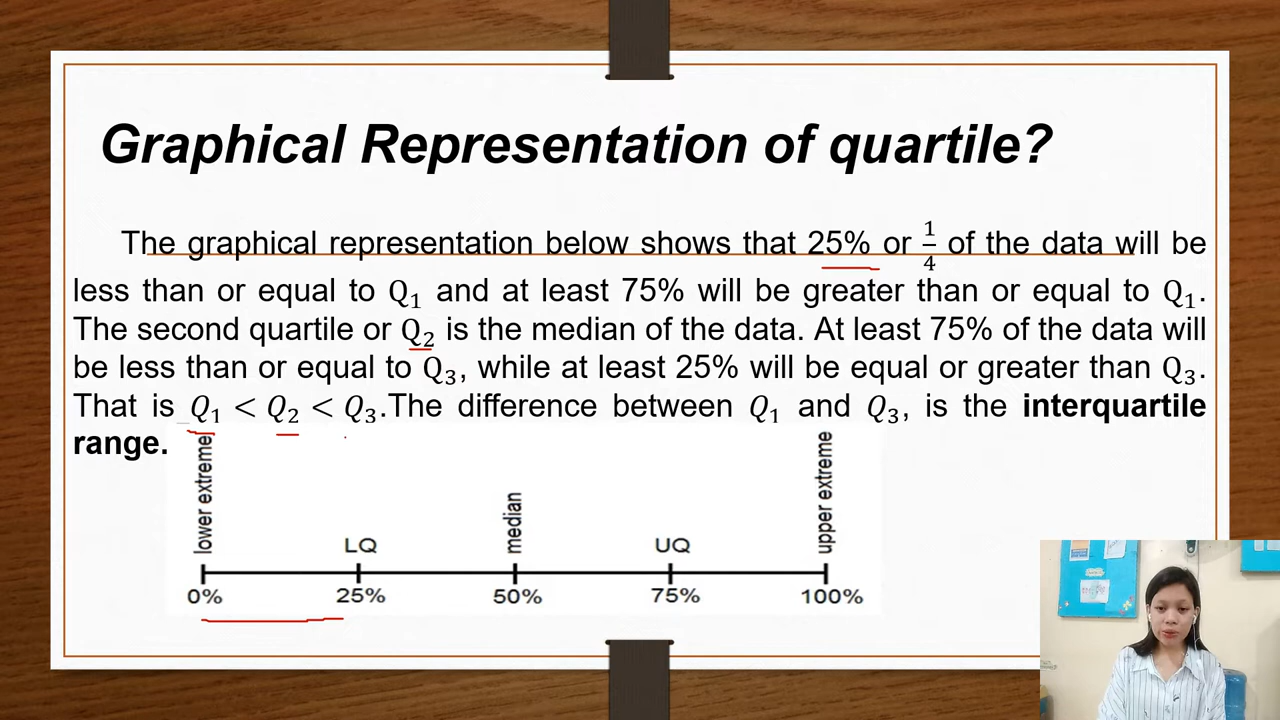 Graphical Representation of quartile?
The graphical representation below shows that 25% or 1/4 of the data will be
less than or equal to Q₁ and at least 75% will be greater than or equal to Q₁.
The second quartile or Q₂ is the median of the data. At least 75% of the data will
be less than or equal to Q₃, while at least 25% will be equal or greater than Q₃.
That is Q₁ < Q₂ < Q₃.The difference between Q₁ and Q₃, is the interquartile
range.
lower extreme
LQ
median
UQ
upper extreme
0% 25% 50% 75% 100%